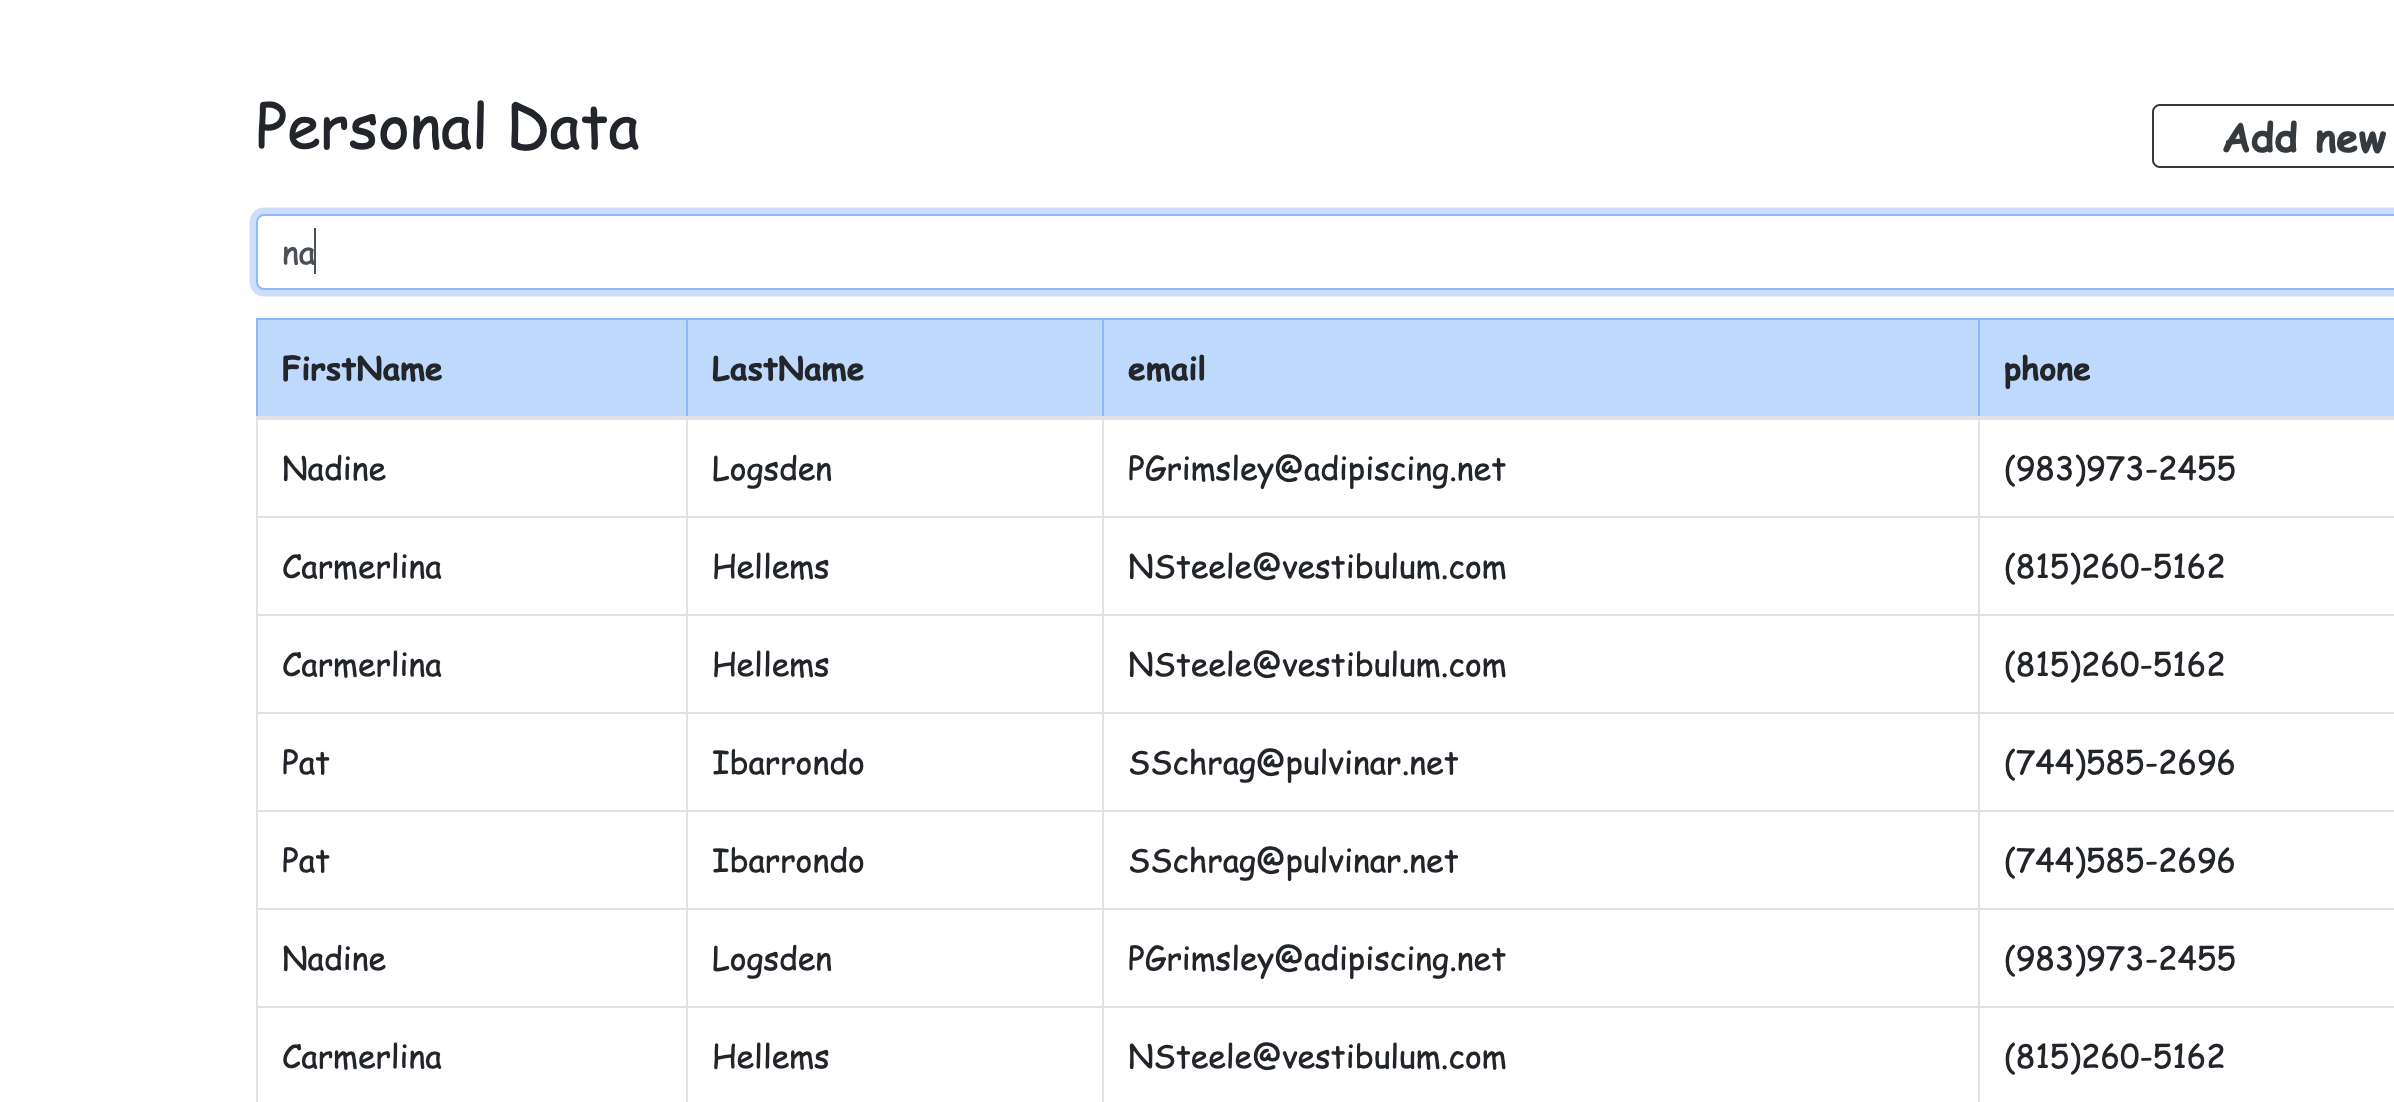 Personal Data
Add new
na
FirstName LastName email phone
Nadine Logsden PGrimsley@adipiscing.net (983)973-2455
Carmerlina Hellems NSteele@vestibulum.com (815)260-5162
Carmerlina Hellems NSteele@vestibulum.com (815)260-5162
Pat Ibarrondo SSchrag@pulvinar.net (744)585-2696
Pat Ibarrondo SSchrag@pulvinar.net (744)585-2696
Nadine Logsden PGrimsley@adipiscing.net (983)973-2455
Carmerlina Hellems NSteele@vestibulum.com (815)260-5162